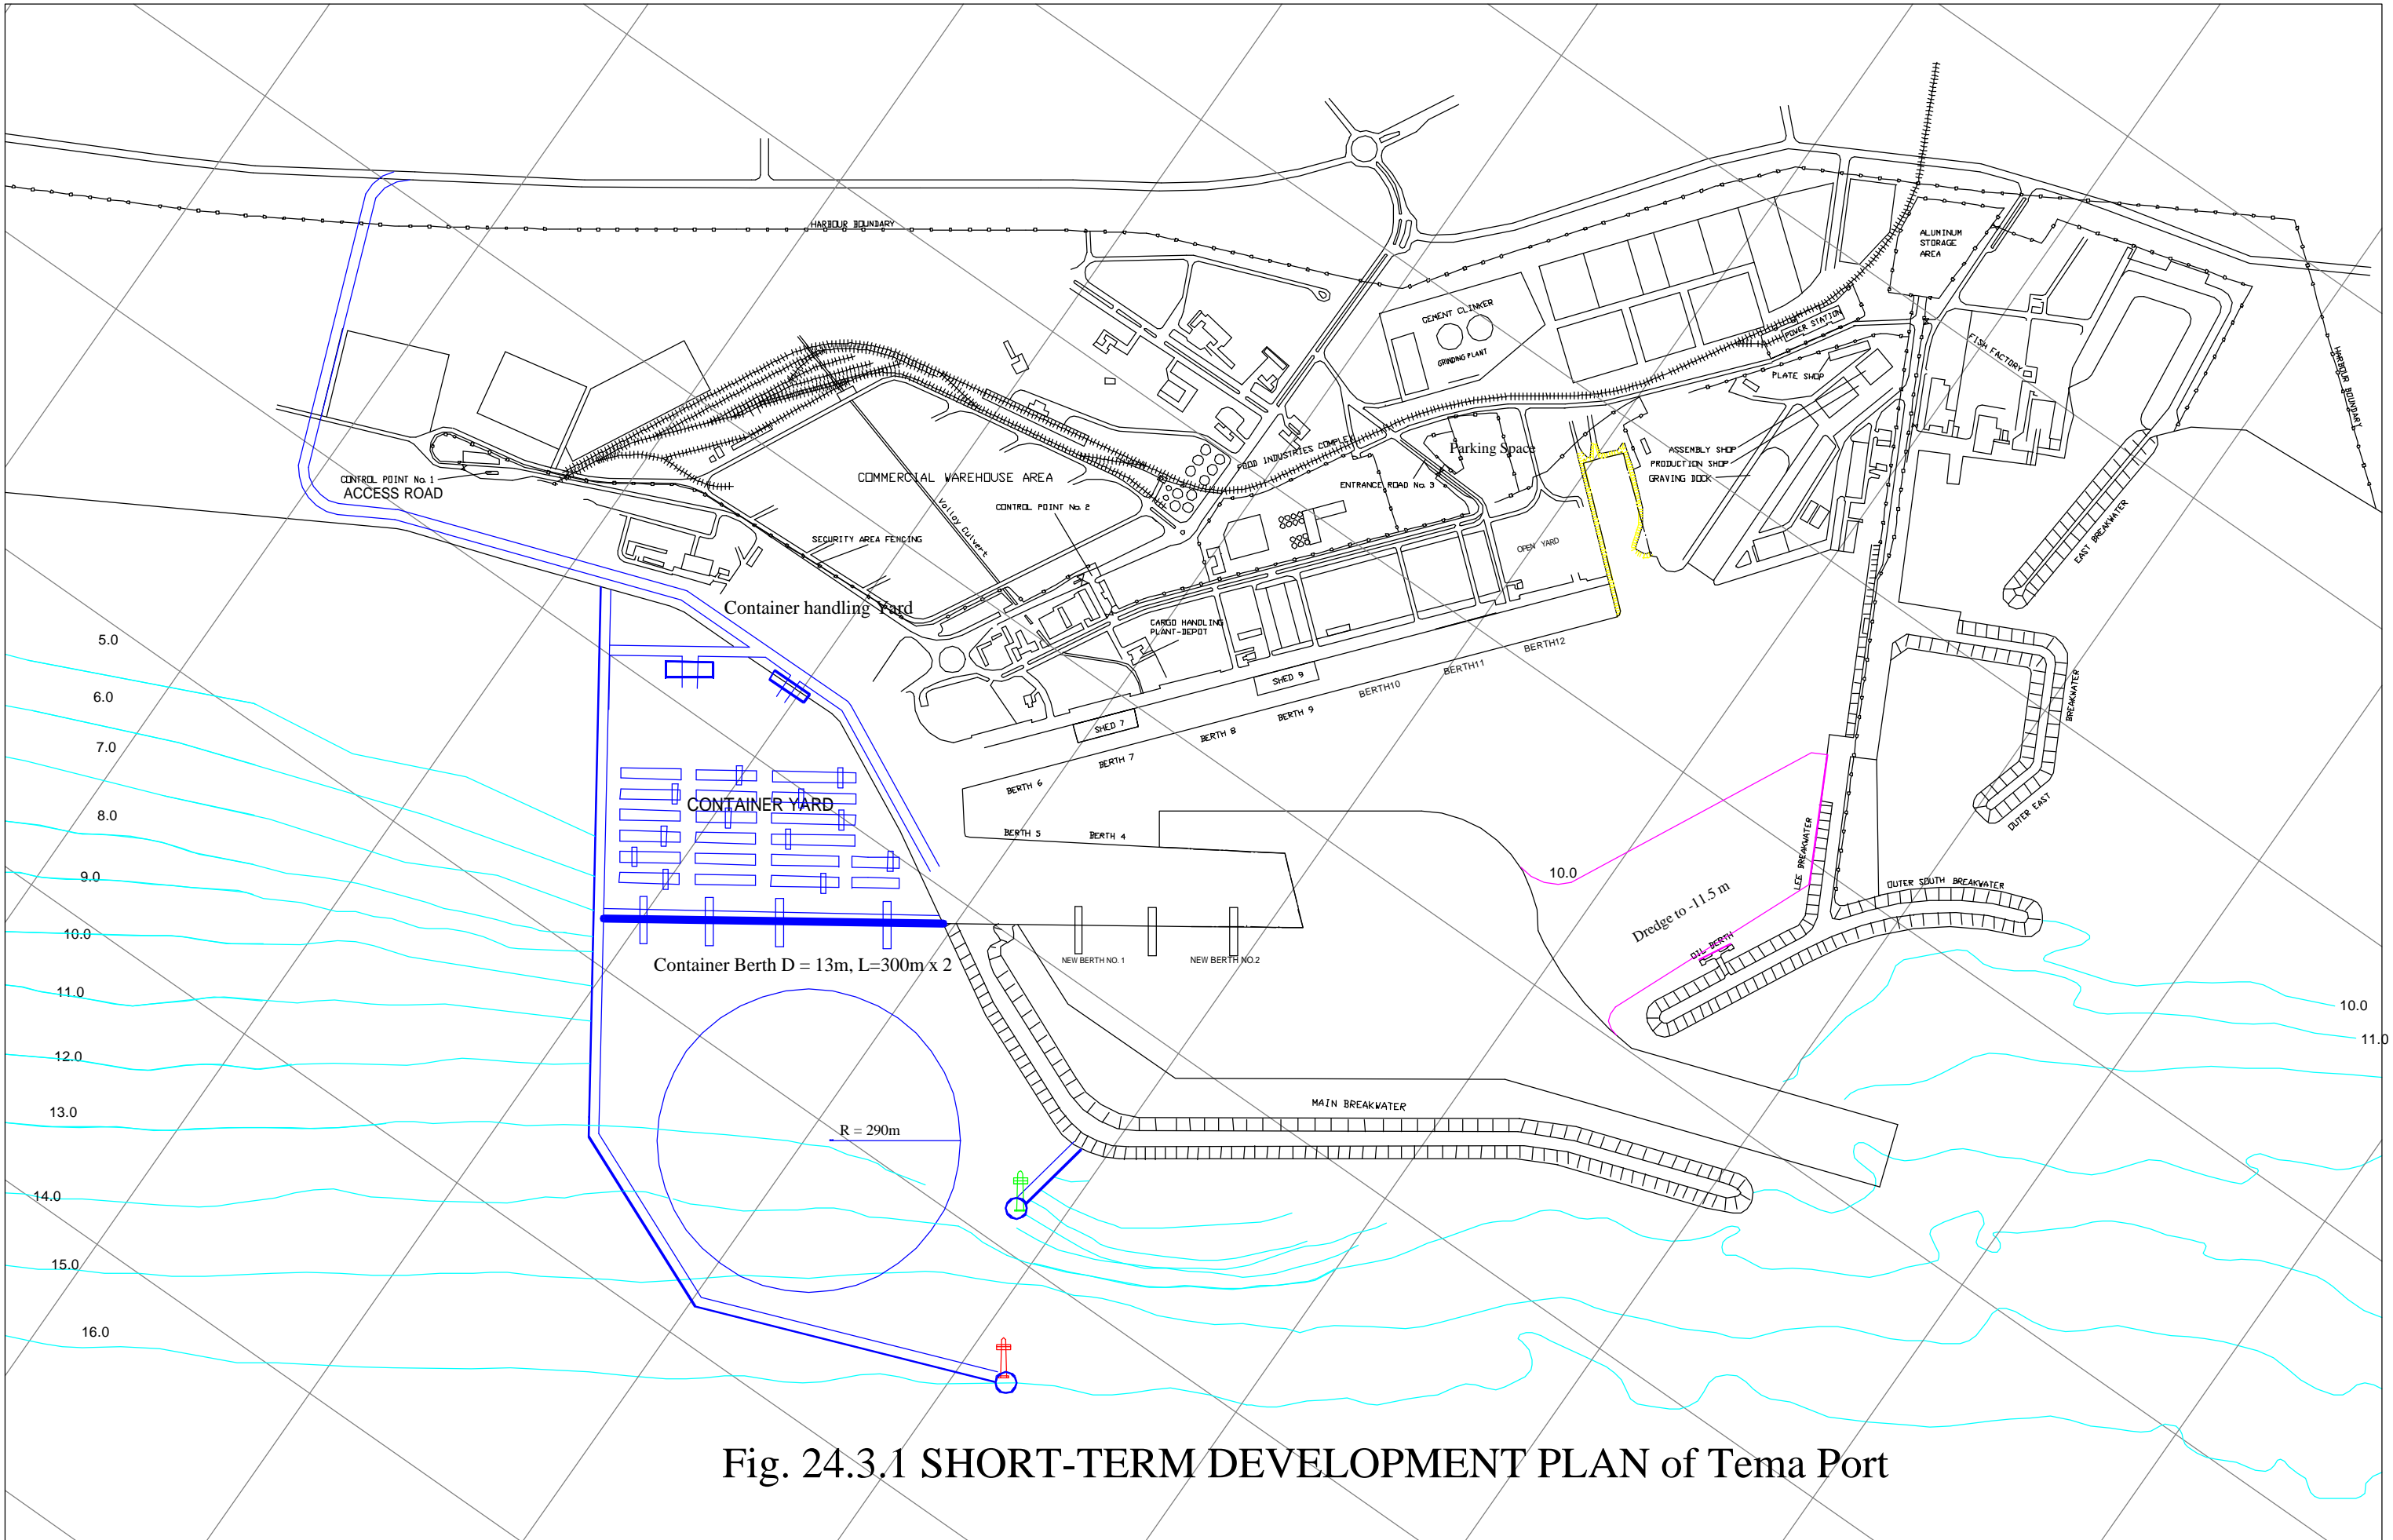 HARBOUR BOUNDARY
ALUMINUM
STORAGE
AREA
CEMENT CLINKER
GRINDING PLANT
POWER STATION
FISH FACTORY
HARBOUR BOUNDARY
PLATE SHOP
ASSEMBLY SHOP
PRODUCTION SHOP
GRAVING DOCK
Parking Space
FOOD INDUSTRIES COMPLEX
ENTRANCE ROAD No. 3
CONTROL POINT No. 1
ACCESS ROAD
COMMERCIAL WAREHOUSE AREA
CONTROL POINT No. 2
Valley Culvert
SECURITY AREA FENCING
OPEN YARD
EAST BREAKWATER
Container handling Yard
CARGO HANDLING
PLANT-DEPOT
SHED 9
SHED 7
BERTH12
BERTH11
BERTH10
BERTH 9
BERTH 8
BERTH 7
BERTH 6
BERTH 5
BERTH 4
BREAKWATER
OUTER EAST
5.0
6.0
7.0
8.0
9.0
10.0
11.0
12.0
13.0
14.0
15.0
16.0
CONTAINER YARD
Container Berth D = 13m, L=300m x 2
NEW BERTH NO. 1
NEW BERTH NO.2
10.0
LEE BREAKWATER
OUTER SOUTH BREAKWATER
Dredge to -11.5 m
OIL BERTH
10.0
11.0
MAIN BREAKWATER
R = 290m
Fig. 24.3.1 SHORT-TERM DEVELOPMENT PLAN of Tema Port